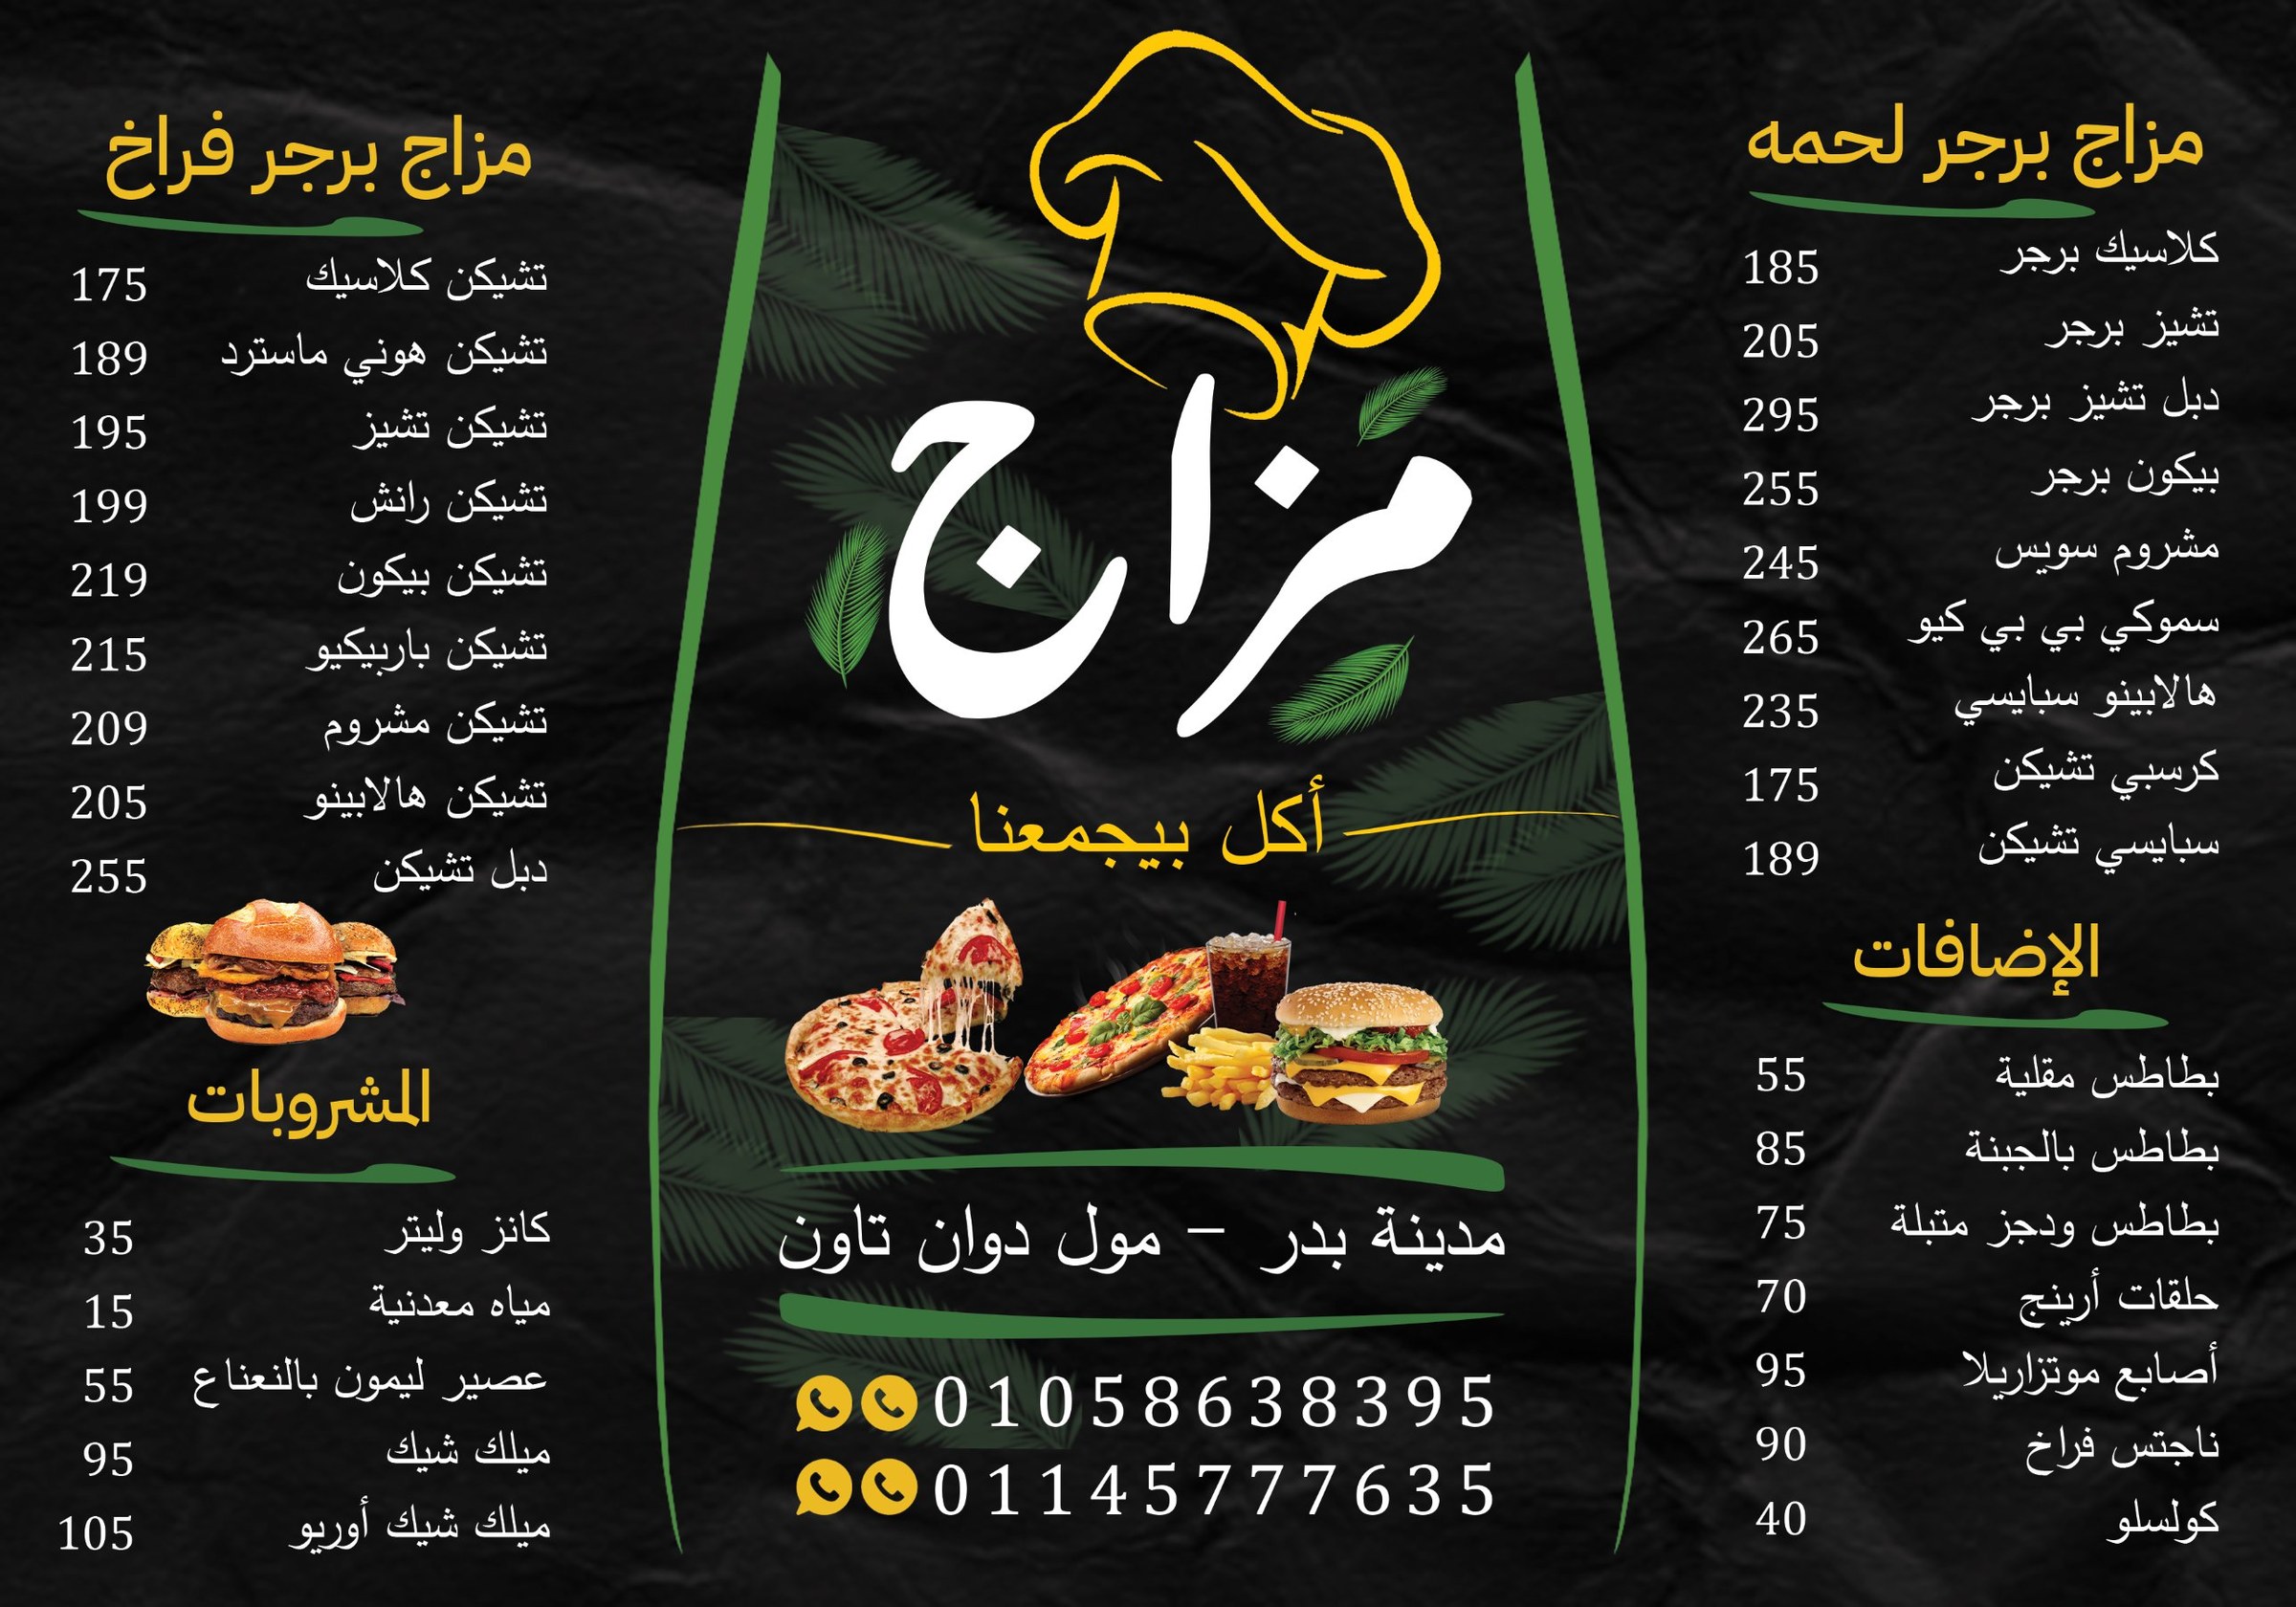 مزاج برجر لحمه
كلاسيك برجر 185
تشيز برجر 205
دبل تشيز برجر 295
بيكون برجر 255
مشروم سويس 245
سموكي بي بي كيو 265
هالابينو سبايسي 235
كرسبي تشيكن 175
سبايسي تشيكن 189
الإضافات
بطاطس مقلية 55
بطاطس بالجبنة 85
بطاطس ودجز متبلة 75
حلقات أرينج 70
أصابع موتزاريلا 95
ناجتس فراخ 90
كولسلو 40
مزاج
أكل بيجمعنا
مدينة بدر – مول دوان تاون
01058638395
01145777635
مزاج برجر فراخ
تشيكن كلاسيك 175
تشيكن هوني ماسترد 189
تشيكن تشيز 195
تشيكن رانش 199
تشيكن بيكون 219
تشيكن باربيكيو 215
تشيكن مشروم 209
تشيكن هالابينو 205
دبل تشيكن 255
المشروبات
كانز وليتر 35
مياه معدنية 15
عصير ليمون بالنعناع 55
ميلك شيك 95
ميلك شيك أوريو 105